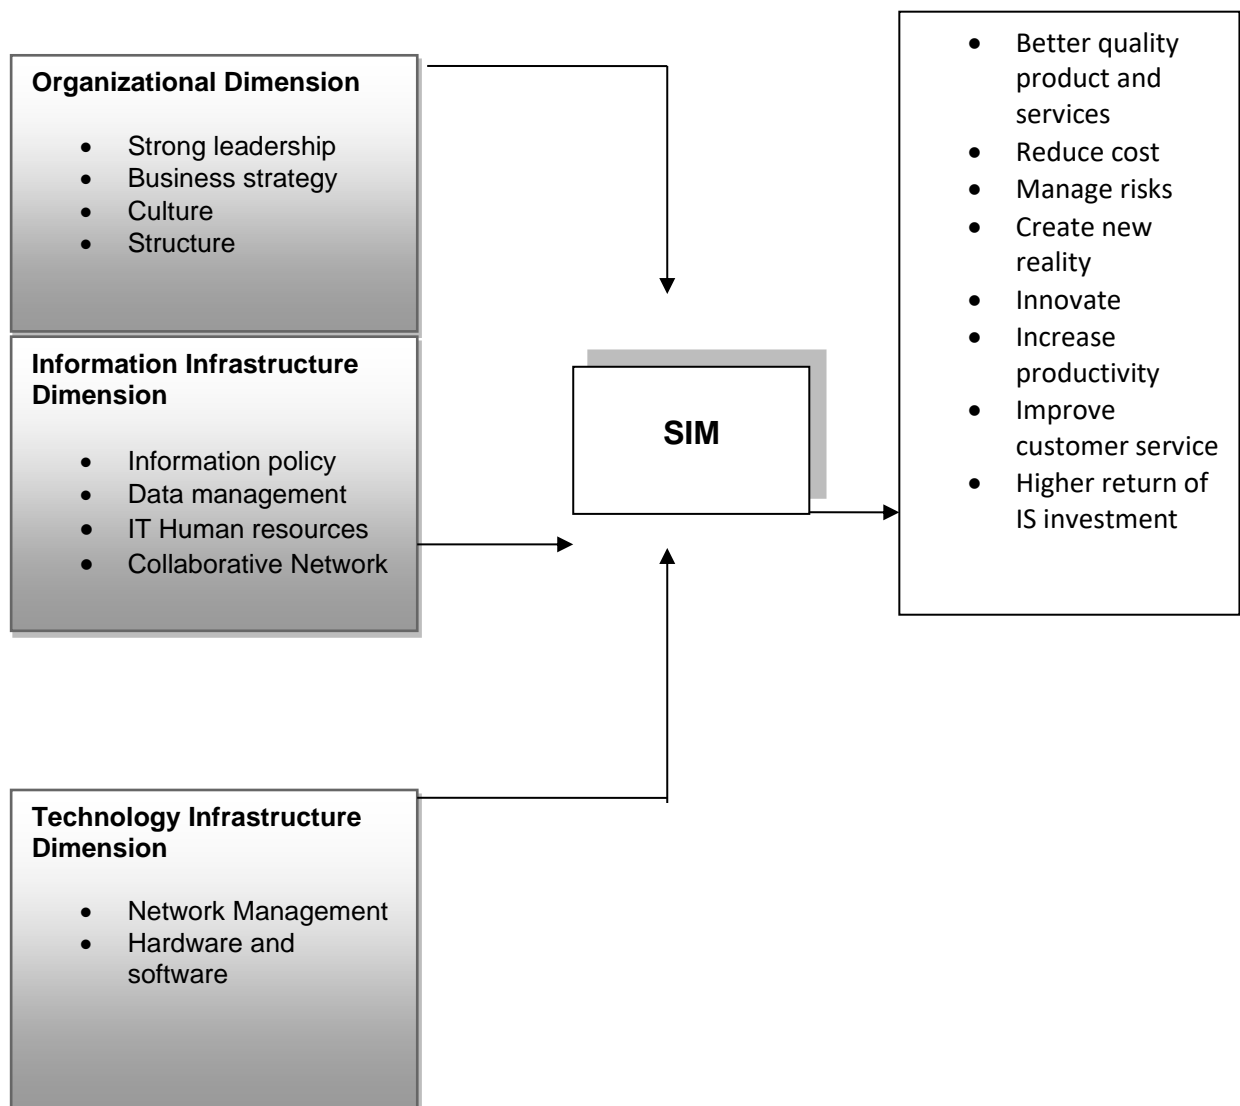 Organizational Dimension
• Strong leadership
• Business strategy
• Culture
• Structure
Information Infrastructure
Dimension
• Information policy
• Data management
• IT Human resources
• Collaborative Network
Technology Infrastructure
Dimension
• Network Management
• Hardware and
software
SIM
• Better quality
product and
services
• Reduce cost
• Manage risks
• Create new
reality
• Innovate
• Increase
productivity
• Improve
customer service
• Higher return of
IS investment